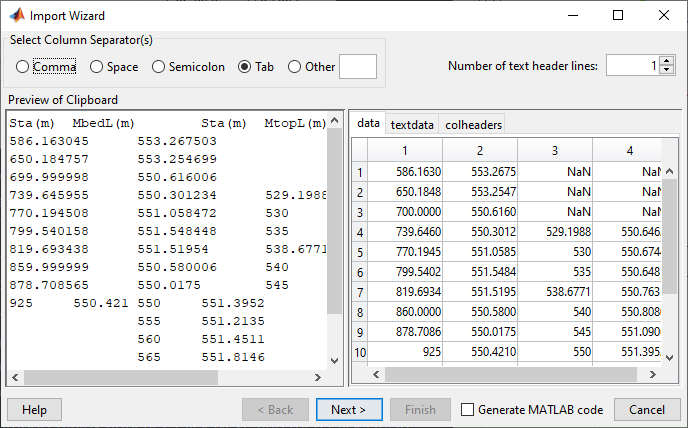 Import Wizard
Select Column Separator(s)
Comma Space Semicolon Tab Other
Number of text header lines: 1
Preview of Clipboard
Sta(m) MbedL(m) Sta(m) MtopL(m)
586.163045 553.267503
650.184757 553.254699
699.999998 550.616006
739.645955 550.301234 529.1988
770.194508 551.058472 530
799.540158 551.548448 535
819.693438 551.51954 538.6771
859.999999 550.580006 540
878.708565 550.0175 545
925 550.421 550 551.3952
555 551.2135
560 551.4511
565 551.8146
data textdata colheaders
1 2 3 4
1 586.1630 553.2675 NaN NaN
2 650.1848 553.2547 NaN NaN
3 700.0000 550.6160 NaN NaN
4 739.6460 550.3012 529.1988 550.646
5 770.1945 551.0585 530 550.674
6 799.5402 551.5484 535 550.648
7 819.6934 551.5195 538.6771 550.763
8 860.0000 550.5800 540 550.808
9 878.7086 550.0175 545 551.090
10 925 550.4210 550 551.395
Help < Back Next > Finish Generate MATLAB code Cancel